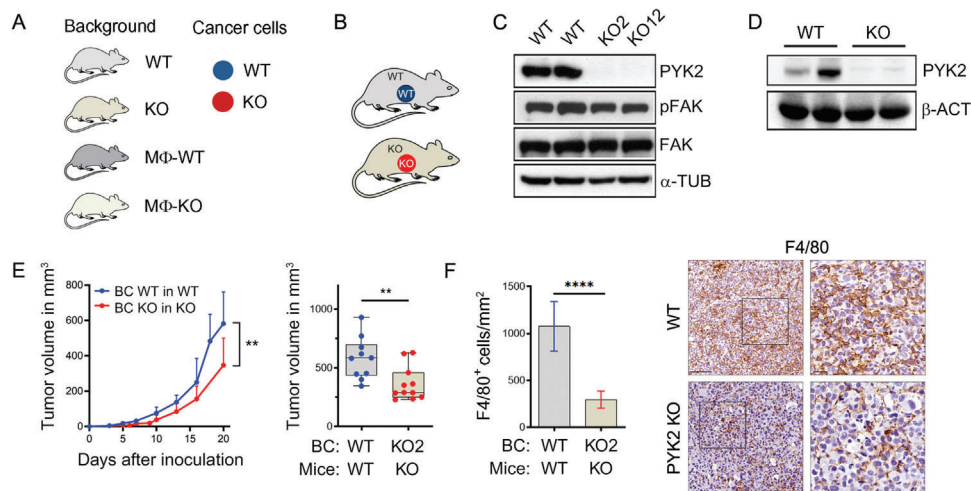 A
Background
Cancer cells
WT
KO
MΦ-WT
MΦ-KO
WT
KO
B
WT
WT
KO
KO
C
WT WT KO2 KO12
PYK2
pFAK
FAK
α-TUB
D
WT KO
PYK2
β-ACT
E
Tumor volume in mm³
800
600
400
200
0
0 5 10 15 20
Days after inoculation
BC WT in WT
BC KO in KO
**
Tumor volume in mm³
1000
500
0
**
BC: WT KO2
Mice: WT KO
F
F4/80⁺ cells/mm²
1500
1000
500
0
****
BC: WT KO2
Mice: WT KO
F4/80
WT
PYK2 KO